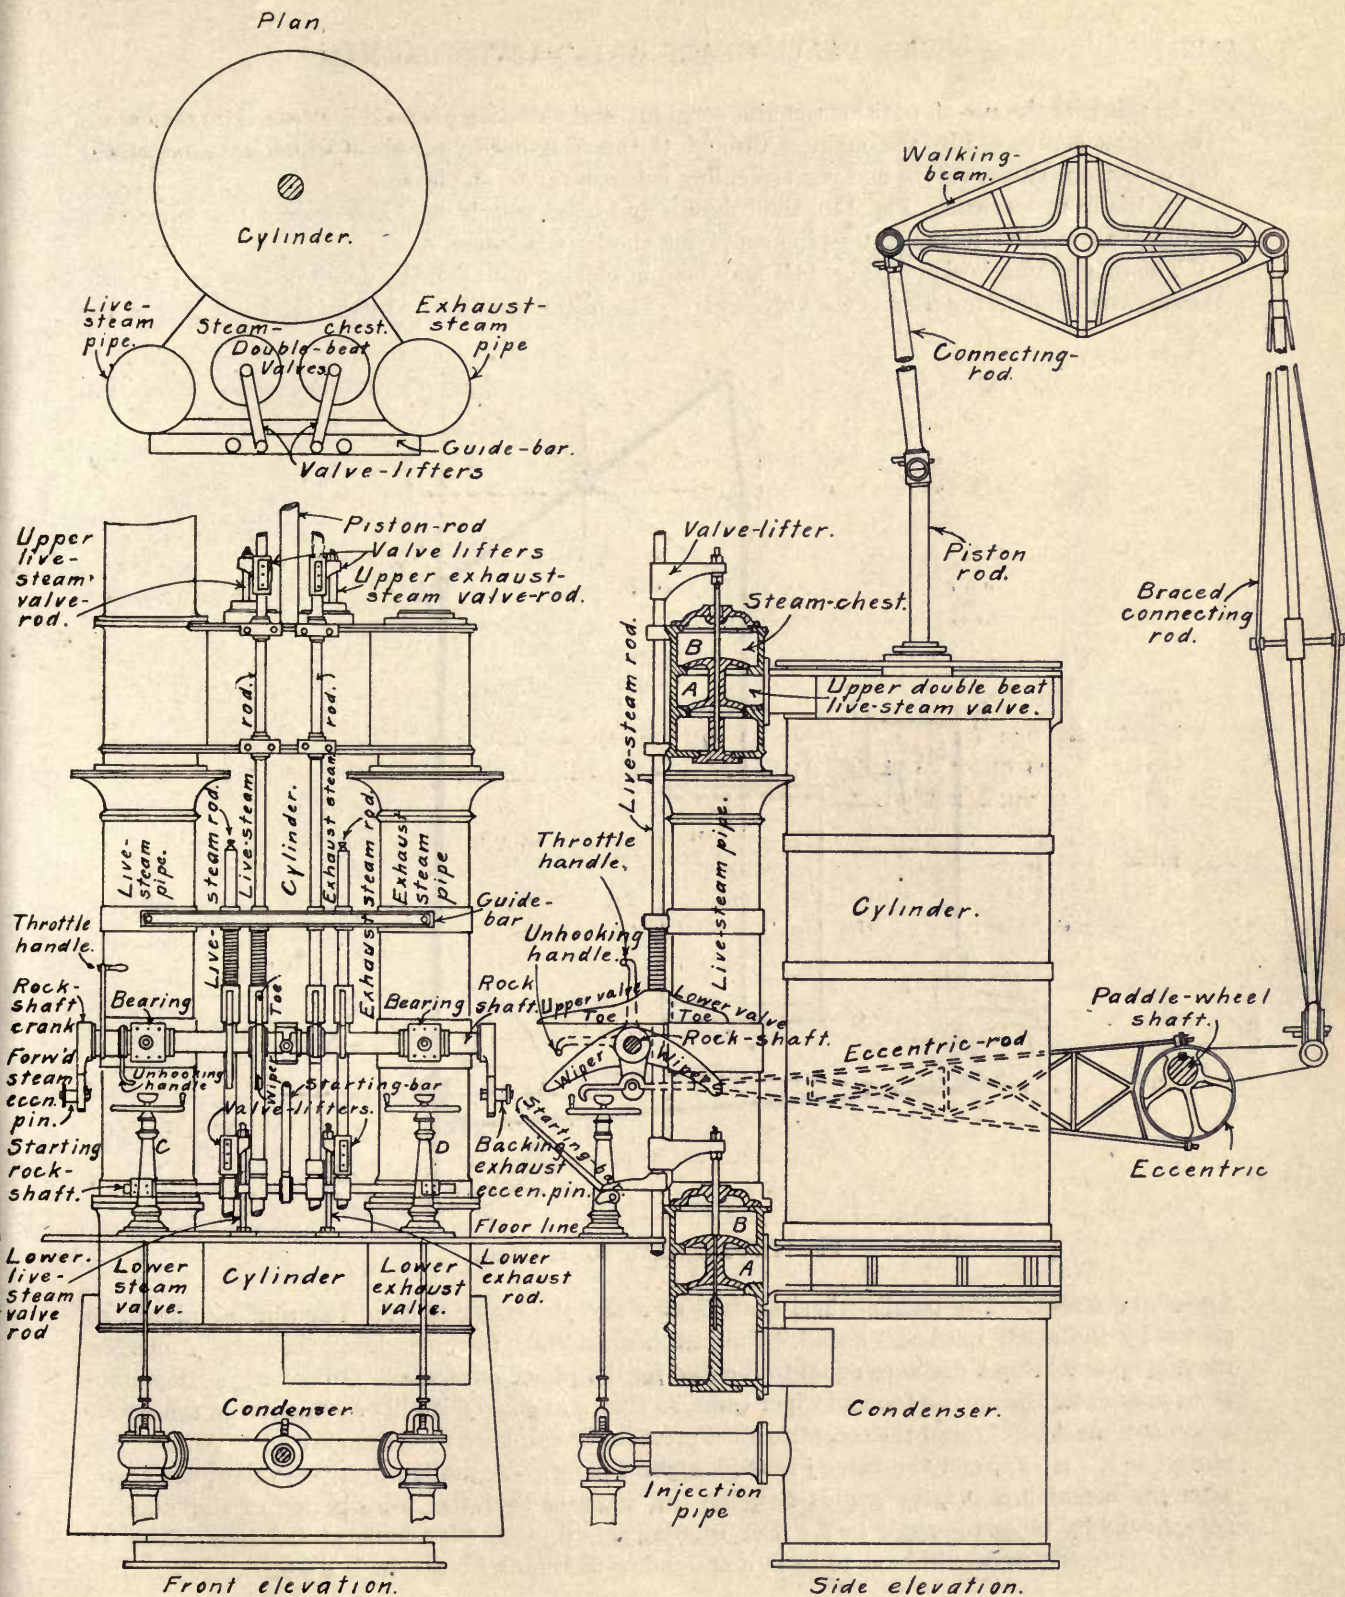 Plan.
Cylinder.
Live-
steam
pipe.
Steam-
chest.
Double-beat
Valves.
Exhaust-
steam
pipe
Guide-bar.
Valve-lifters
Walking-
beam.
Connecting-
rod.
Piston
rod.
Braced
connecting
rod.
Upper
live-
steam
valve-
rod.
Piston-rod
Valve lifters
Upper exhaust-
steam valve-rod.
Valve-lifter.
Steam-chest.
B
A
Upper double beat
live-steam valve.
Live-steam rod.
Live-steam pipe.
Live-
steam
pipe.
Live-
steam rod.
Live-steam
rod.
Cylinder.
Exhaust steam
rod.
Exhaust
steam rod.
Exhaust
steam
pipe
Guide-
bar
Throttle
handle.
Throttle
handle.
Unhooking
handle.
Cylinder.
Rock-
shaft
crank
Bearing
Toe.
Bearing
Rock
shaft.
Upper valve
Toe
Lower valve
Toe
Rock-shaft.
Wiper
Wiper
Eccentric-rod
Paddle-wheel
shaft.
Eccentric
Forw'd
steam
eccn.
pin.
Unhooking
handle
Wiper
Starting-bar
Valve-lifters.
C
D
Starting
rock-
shaft.
Backing
exhaust
eccen. pin.
Starting-bar
Floor line
Lower
live-
steam
valve
rod
Lower
steam
valve.
Cylinder
Lower
exhaust
valve.
Lower
exhaust
rod.
B
A
Condenser
Condenser.
Injection
pipe
Front elevation.
Side elevation.